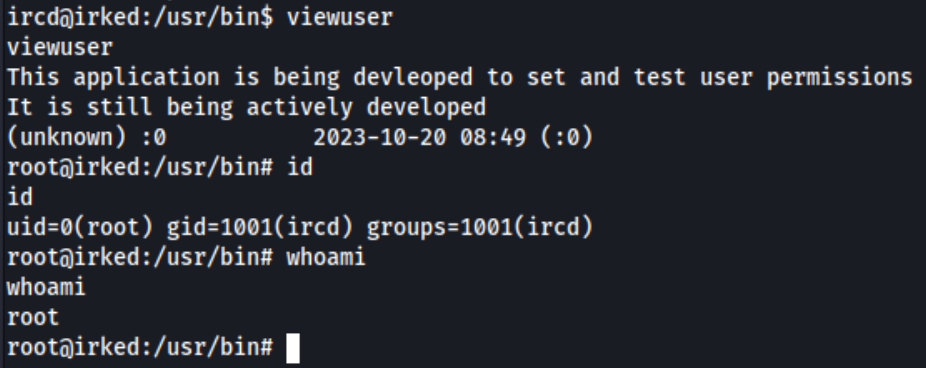 ircd@irked:/usr/bin$ viewuser
viewuser
This application is being devleoped to set and test user permissions
It is still being actively developed
(unknown) :0           2023-10-20 08:49 (:0)
root@irked:/usr/bin# id
id
uid=0(root) gid=1001(ircd) groups=1001(ircd)
root@irked:/usr/bin# whoami
whoami
root
root@irked:/usr/bin#